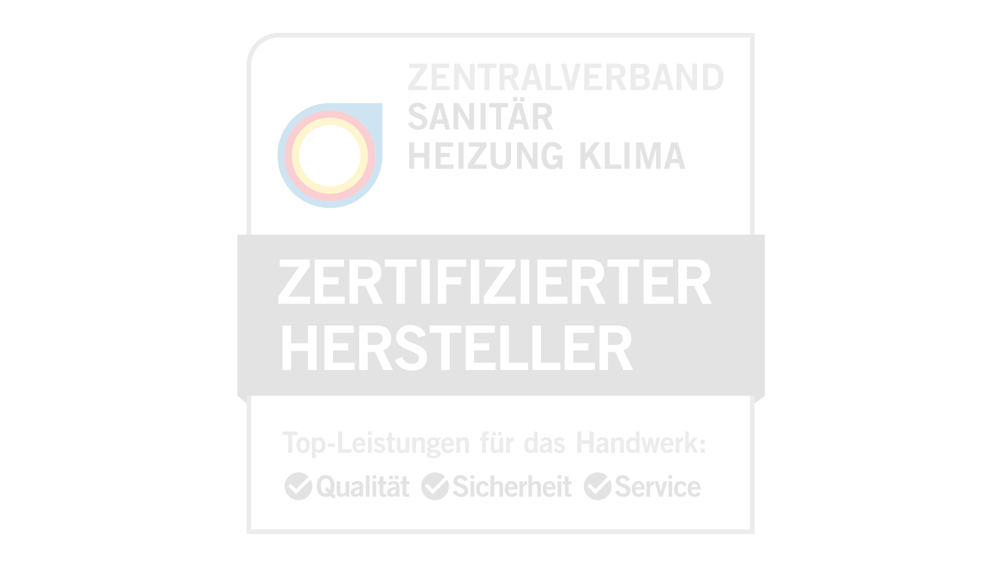 ZENTRALVERBAND
SANITÄR
HEIZUNG KLIMA
ZERTIFIZIERTER
HERSTELLER
Top-Leistungen für das Handwerk:
Qualität Sicherheit Service